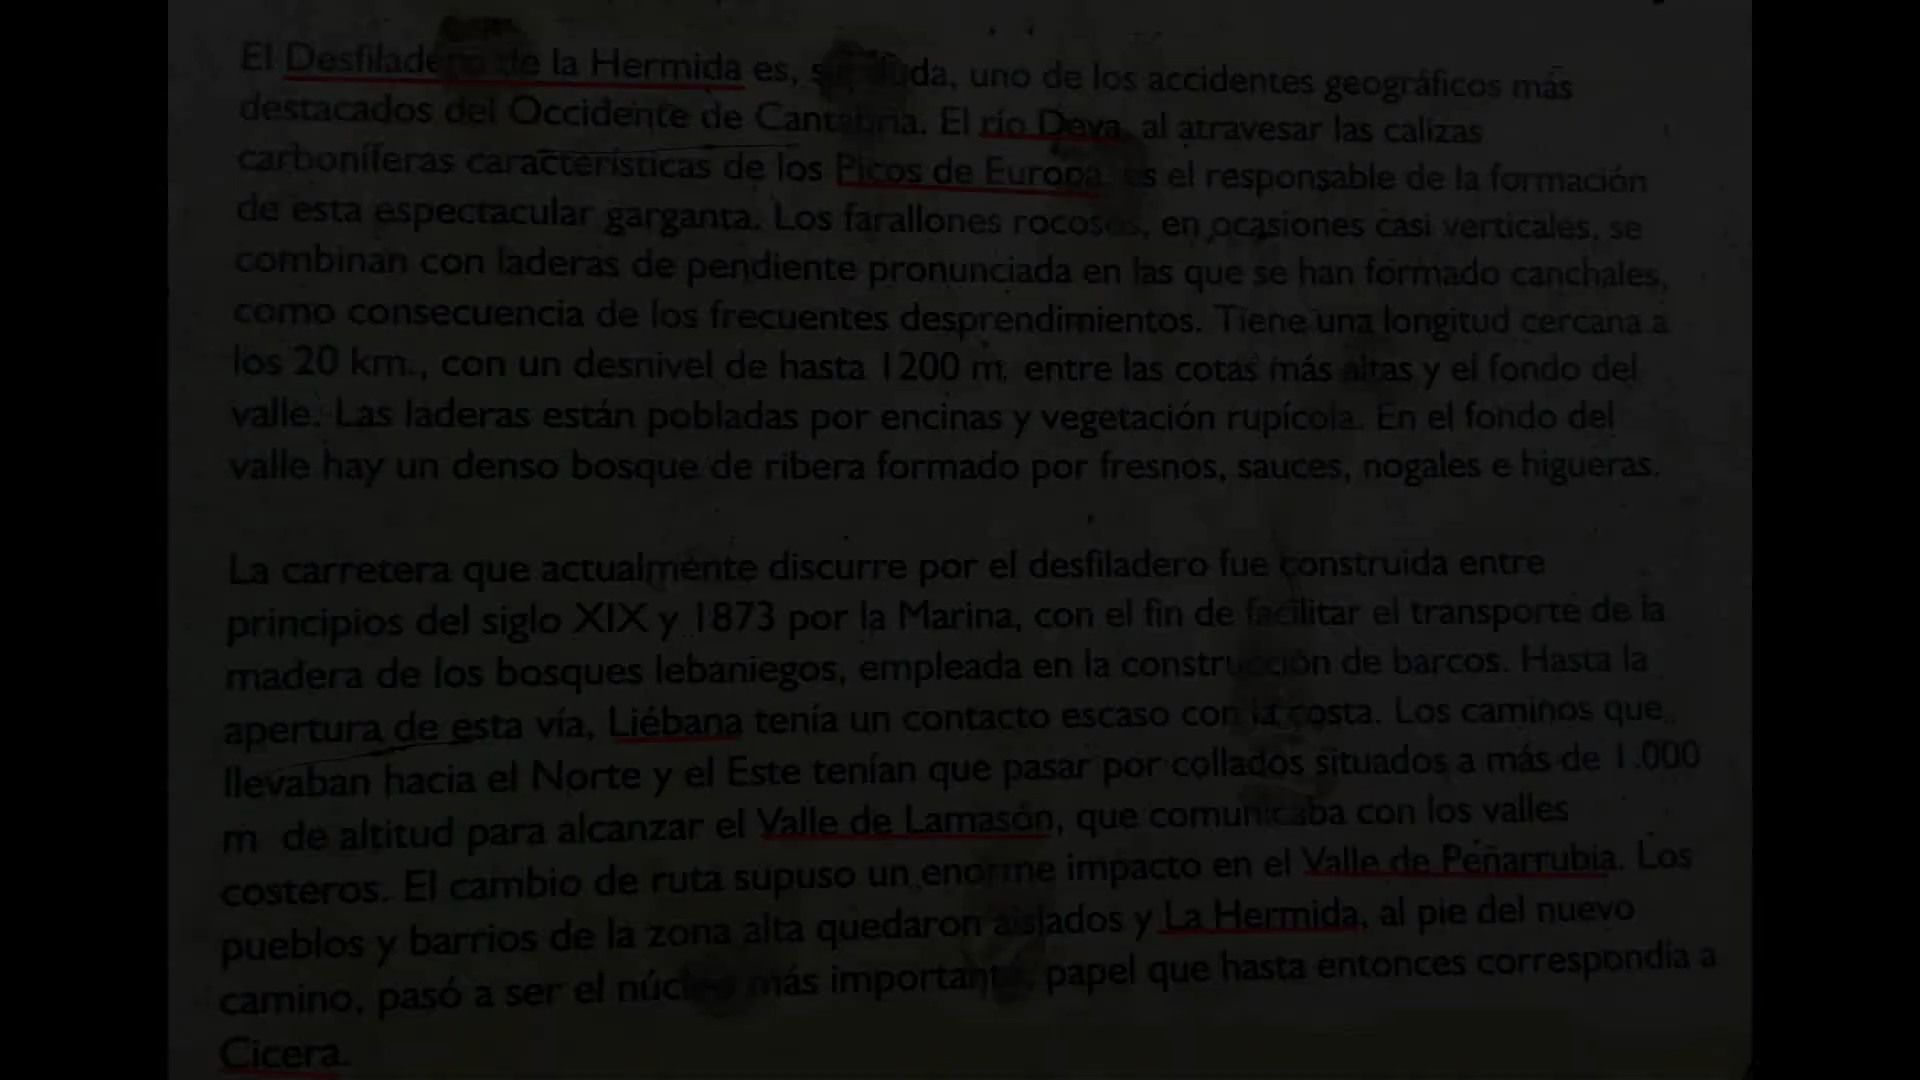 El Desfiladero de la Hermida es, sin duda, uno de los accidentes geográficos más
destacados del Occidente de Cantabria. El río Deva, al atravesar las calizas
carboníferas características de los Picos de Europa, es el responsable de la formación
de esta espectacular garganta. Los farallones rocosos, en ocasiones casi verticales, se
combinan con laderas de pendiente pronunciada en las que se han formado canchales,
como consecuencia de los frecuentes desprendimientos. Tiene una longitud cercana a
los 20 km., con un desnivel de hasta 1200 m. entre las cotas más altas y el fondo del
valle. Las laderas están pobladas por encinas y vegetación rupícola. En el fondo del
valle hay un denso bosque de ribera formado por fresnos, sauces, nogales e higueras.
La carretera que actualmente discurre por el desfiladero fue construida entre
principios del siglo XIX y 1873 por la Marina, con el fin de facilitar el transporte de la
madera de los bosques lebaniegos, empleada en la construcción de barcos. Hasta la
apertura de esta vía, Liébana tenía un contacto escaso con la costa. Los caminos que
llevaban hacia el Norte y el Este tenían que pasar por collados situados a más de 1.000
m de altitud para alcanzar el Valle de Lamasón, que comunicaba con los valles
costeros. El cambio de ruta supuso un enorme impacto en el Valle de Peñarrubia. Los
pueblos y barrios de la zona alta quedaron aislados y La Hermida, al pie del nuevo
camino, pasó a ser el núcleo más importante, papel que hasta entonces correspondía a
Cicera.